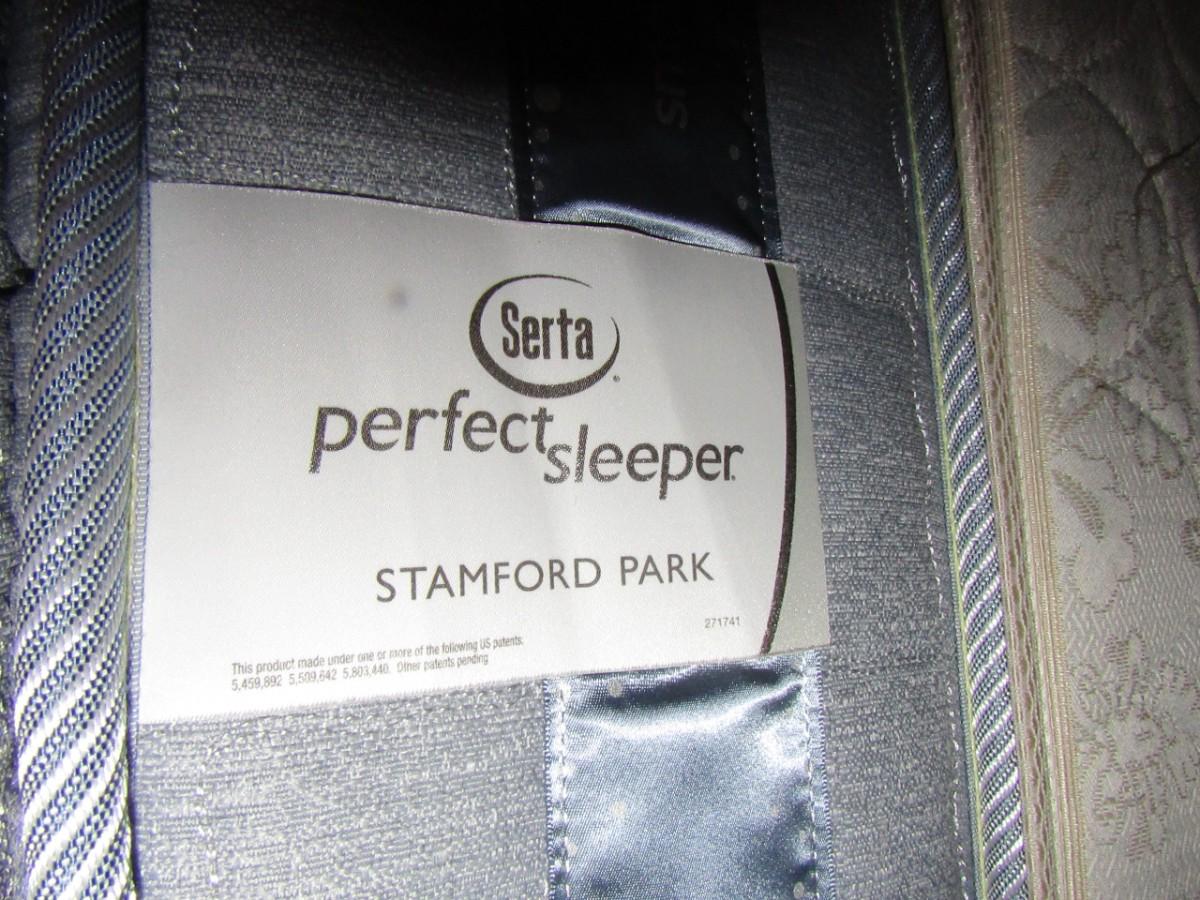 Serta
perfect sleeper
STAMFORD PARK
271741
This product made under one or more of the following US patents:
5,459,892 5,509,642 5,803,440. Other patents pending